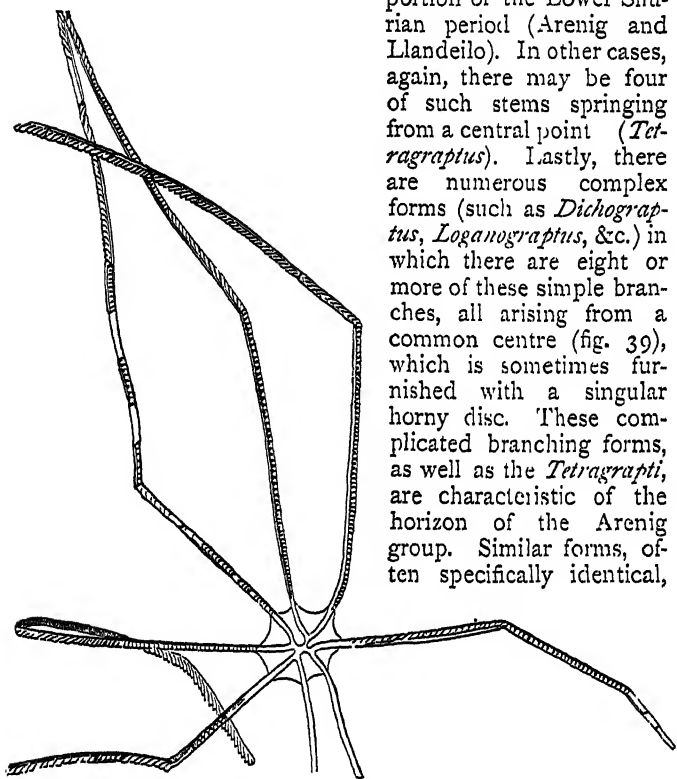 portion of the Lower Silu-
rian period (Arenig and
Llandeilo). In other cases,
again, there may be four
of such stems springing
from a central point (Tet-
ragraptus). Lastly, there
are numerous complex
forms (such as Dichograp-
tus, Loganograptus, &c.) in
which there are eight or
more of these simple bran-
ches, all arising from a
common centre (fig. 39),
which is sometimes fur-
nished with a singular
horny disc. These com-
plicated branching forms,
as well as the Tetragrapti,
are characteristic of the
horizon of the Arenig
group. Similar forms, of-
ten specifically identical,